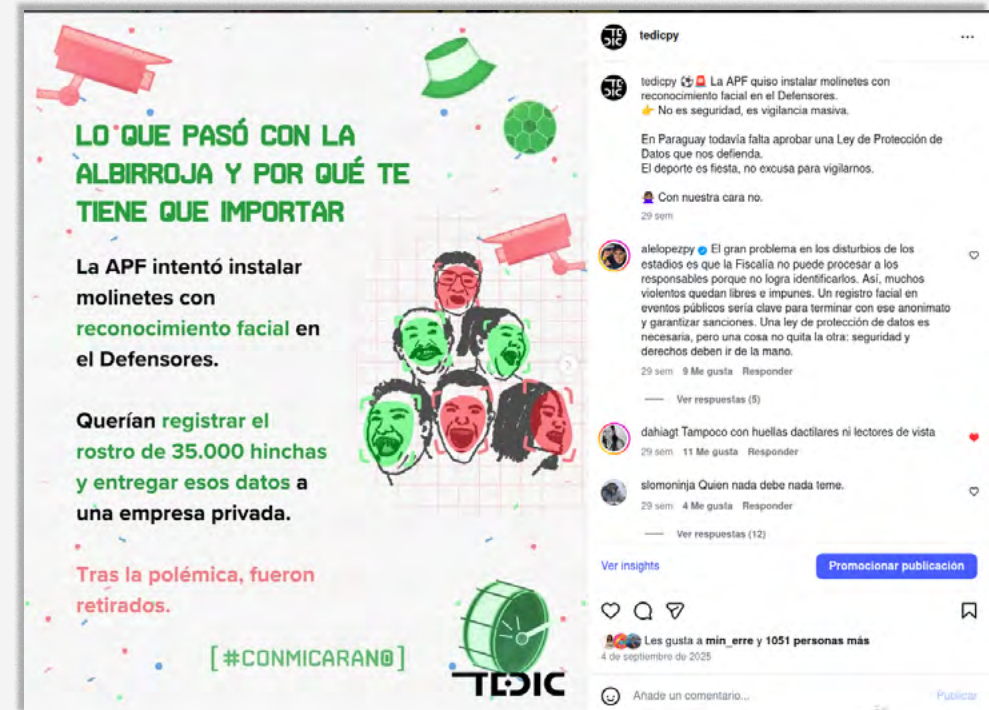 LO QUE PASÓ CON LA
ALBIRROJA Y POR QUÉ TE
TIENE QUE IMPORTAR
La APF intentó instalar
molinetes con
reconocimiento facial en
el Defensores.
Querían registrar el
rostro de 35.000 hinchas
y entregar esos datos a
una empresa privada.
Tras la polémica, fueron
retirados.
[#CONMICARANO]
TEDIC
tedicpy
tedicpy ⚽🚨 La APF quiso instalar molinetes con
reconocimiento facial en el Defensores.
👉 No es seguridad, es vigilancia masiva.
En Paraguay todavía falta aprobar una Ley de Protección de
Datos que nos defienda.
El deporte es fiesta, no excusa para vigilarnos.
🙅🏽‍♀️ Con nuestra cara no.
29 sem
alelopezpy El gran problema en los disturbios de los
estadios es que la Fiscalía no puede procesar a los
responsables porque no logra identificarlos. Así, muchos
violentos quedan libres e impunes. Un registro facial en
eventos públicos sería clave para terminar con ese anonimato
y garantizar sanciones. Una ley de protección de datos es
necesaria, pero una cosa no quita la otra: seguridad y
derechos deben ir de la mano.
29 sem 9 Me gusta Responder
Ver respuestas (5)
dahiagt Tampoco con huellas dactilares ni lectores de vista
29 sem 11 Me gusta Responder
slomoninja Quien nada debe nada teme.
29 sem 4 Me gusta Responder
Ver respuestas (12)
Ver insights
Promocionar publicación
Les gusta a min_erre y 1051 personas más
4 de septiembre de 2025
Añade un comentario...
Publicar